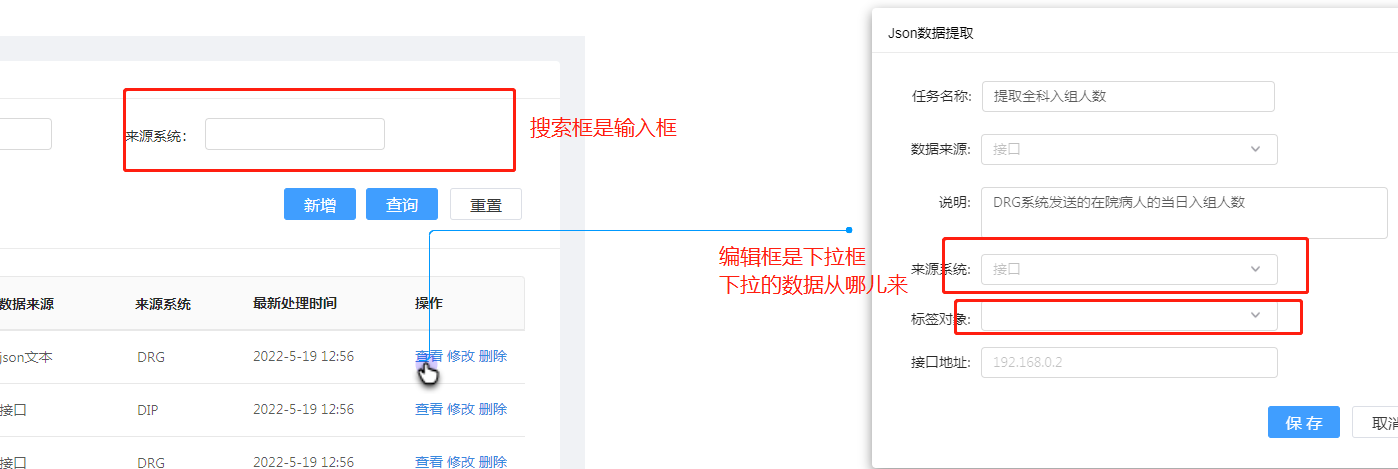 来源系统:
搜索框是输入框
新增 查询 重置
数据来源 来源系统 最新处理时间 操作
json文本 DRG 2022-5-19 12:56 查看 修改 删除
接口 DIP 2022-5-19 12:56 查看 修改 删除
接口 DRG 2022-5-19 12:56 查看 修改 删除
编辑框是下拉框
下拉的数据从哪儿来
Json数据提取
任务名称: 提取全科入组人数
数据来源: 接口
说明: DRG系统发送的在院病人的当日入组人数
来源系统: 接口
标签对象:
接口地址: 192.168.0.2
保存 取消